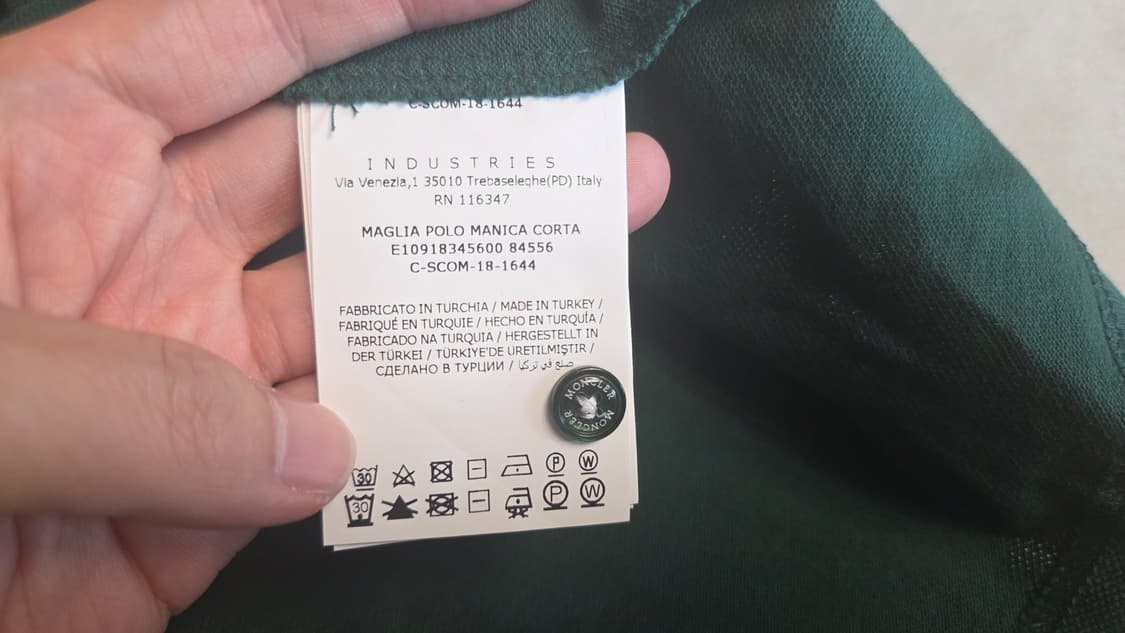 C-SCOM-18-1644
INDUSTRIES
Via Venezia,1 35010 Trebaseleghe(PD) Italy
RN 116347
MAGLIA POLO MANICA CORTA
E10918345600 84556
C-SCOM-18-1644
FABBRICATO IN TURCHIA / MADE IN TURKEY /
FABRIQUÉ EN TURQUIE / HECHO EN TURQUÍA /
FABRICADO NA TURQUIA / HERGESTELLT IN
DER TÜRKEI / TÜRKIYE'DE ÜRETILMIŞTIR /
СДЕЛАНО В ТУРЦИИ / صنع في تركيا
MONCLER
MONCLER
30 P W
30 P W